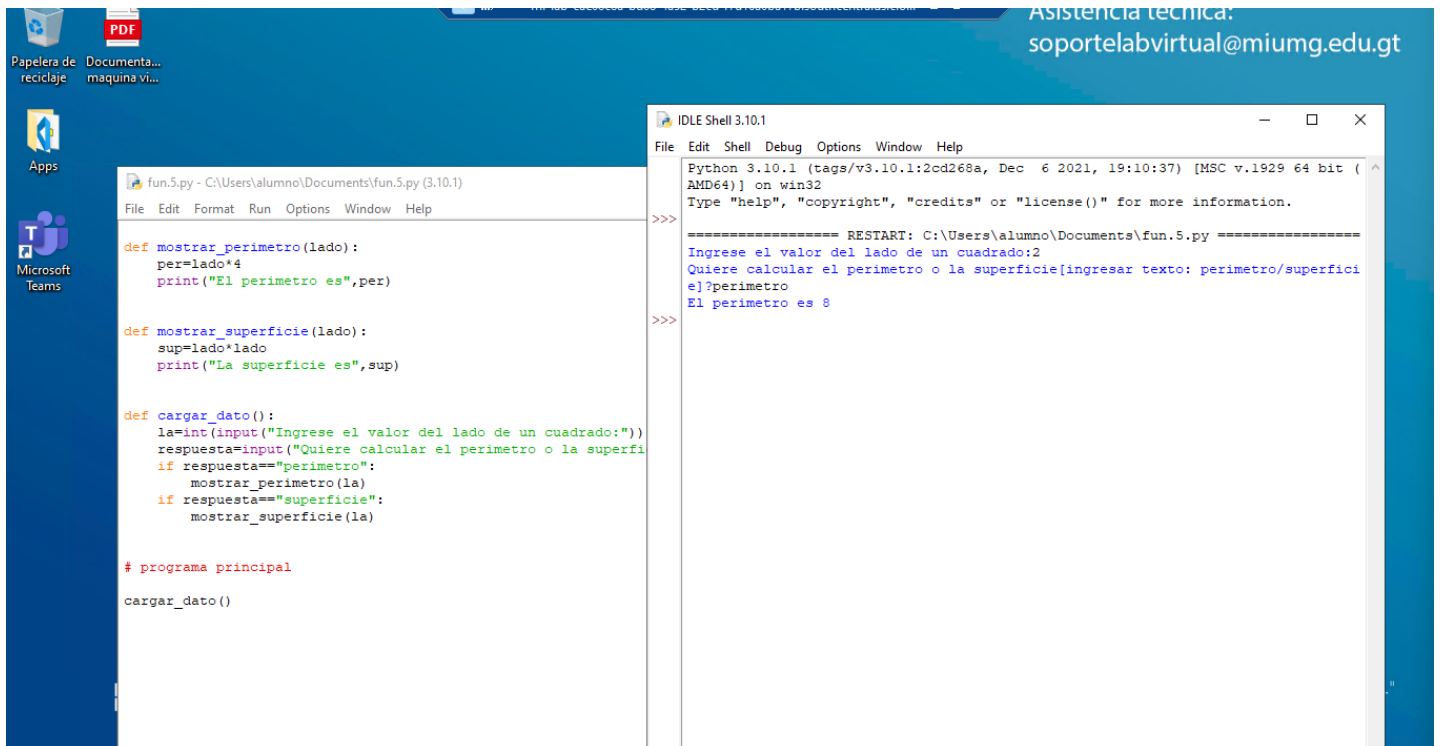 Asistencia técnica:
soportelabvirtual@miumg.edu.gt
PDF
Papelera de
reciclaje
Documenta...
maquina vi...
Apps
Microsoft
Teams
fun.5.py - C:\Users\alumno\Documents\fun.5.py (3.10.1)
File Edit Format Run Options Window Help
def mostrar_perimetro(lado):
    per=lado*4
    print("El perimetro es",per)
def mostrar_superficie(lado):
    sup=lado*lado
    print("La superficie es",sup)
def cargar_dato():
    la=int(input("Ingrese el valor del lado de un cuadrado:"))
    respuesta=input("Quiere calcular el perimetro o la superfi
    if respuesta=="perimetro":
        mostrar_perimetro(la)
    if respuesta=="superficie":
        mostrar_superficie(la)
# programa principal
cargar_dato()
IDLE Shell 3.10.1
File Edit Shell Debug Options Window Help
Python 3.10.1 (tags/v3.10.1:2cd268a, Dec  6 2021, 19:10:37) [MSC v.1929 64 bit (
AMD64)] on win32
Type "help", "copyright", "credits" or "license()" for more information.
>>>
================== RESTART: C:\Users\alumno\Documents\fun.5.py =================
Ingrese el valor del lado de un cuadrado:2
Quiere calcular el perimetro o la superficie[ingresar texto: perimetro/superfici
e]?perimetro
El perimetro es 8
>>>